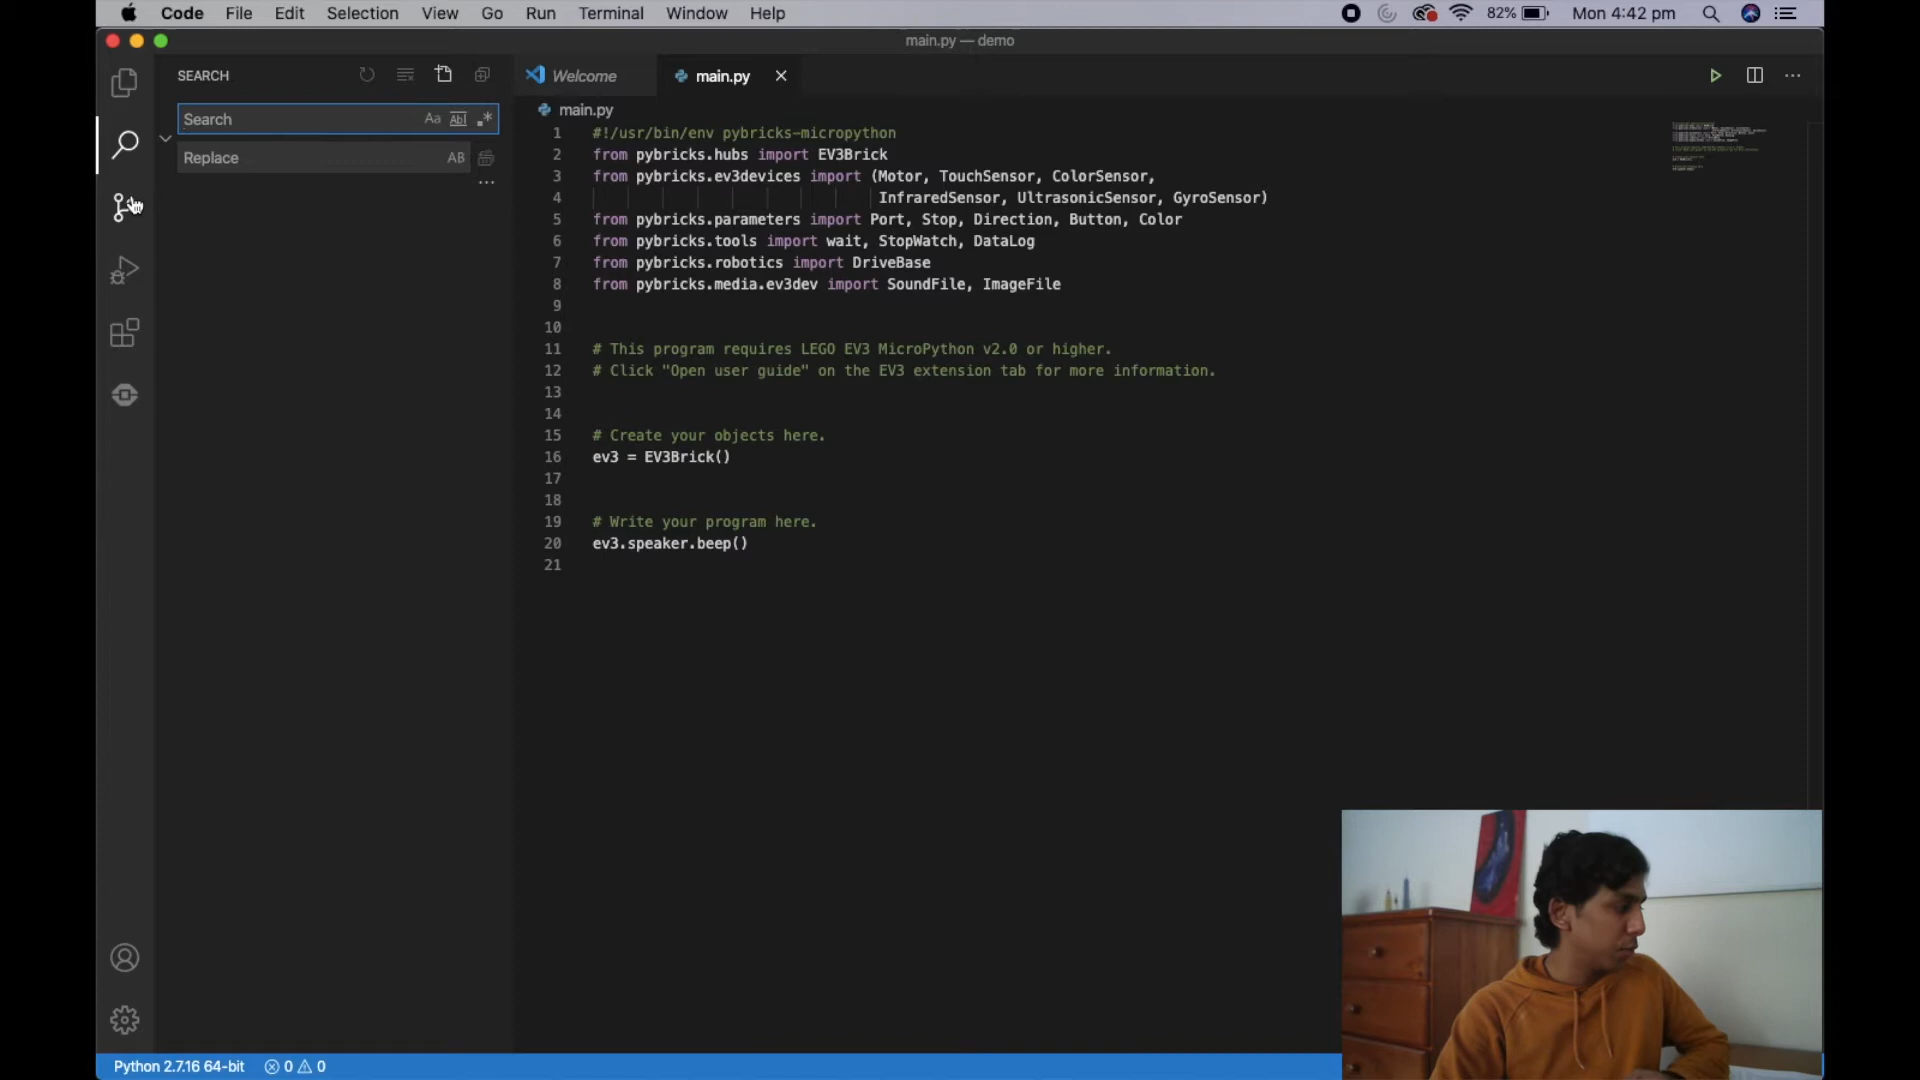 Code File Edit Selection View Go Run Terminal Window Help 82% Mon 4:42 pm
main.py — demo
SEARCH
Search Aa Abl .*
Replace AB
...
Welcome main.py
main.py
1 #!/usr/bin/env pybricks-micropython
2 from pybricks.hubs import EV3Brick
3 from pybricks.ev3devices import (Motor, TouchSensor, ColorSensor,
4 InfraredSensor, UltrasonicSensor, GyroSensor)
5 from pybricks.parameters import Port, Stop, Direction, Button, Color
6 from pybricks.tools import wait, StopWatch, DataLog
7 from pybricks.robotics import DriveBase
8 from pybricks.media.ev3dev import SoundFile, ImageFile
9
10
11 # This program requires LEGO EV3 MicroPython v2.0 or higher.
12 # Click "Open user guide" on the EV3 extension tab for more information.
13
14
15 # Create your objects here.
16 ev3 = EV3Brick()
17
18
19 # Write your program here.
20 ev3.speaker.beep()
21
Python 2.7.16 64-bit 0 0